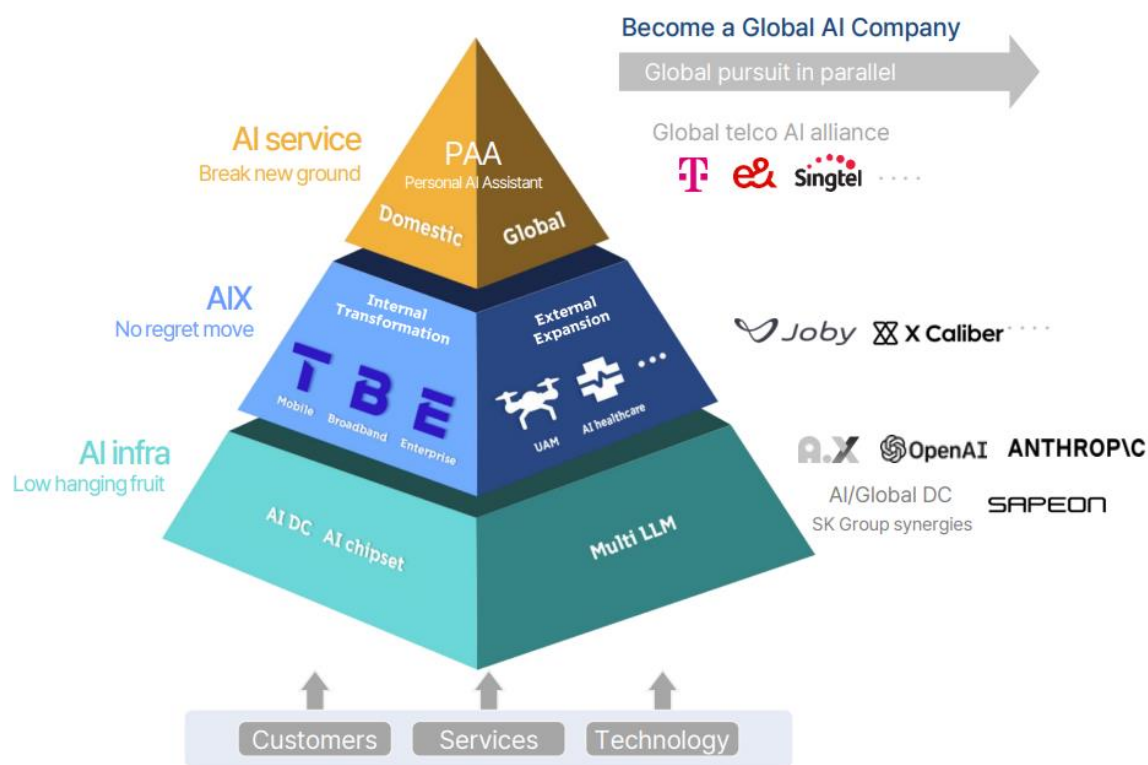 Become a Global AI Company
Global pursuit in parallel
Global telco AI alliance
T e& Singtel ....
AI service
Break new ground
PAA
Personal AI Assistant
Domestic Global
AIX
No regret move
Internal
Transformation
T B E
Mobile Broadband Enterprise
External
Expansion
...
UAM AI healthcare
Joby X Caliber ....
AI infra
Low hanging fruit
AI DC AI chipset
Multi LLM
A.X OpenAI ANTHROP\C
AI/Global DC
SK Group synergies
SAPEON
Customers Services Technology